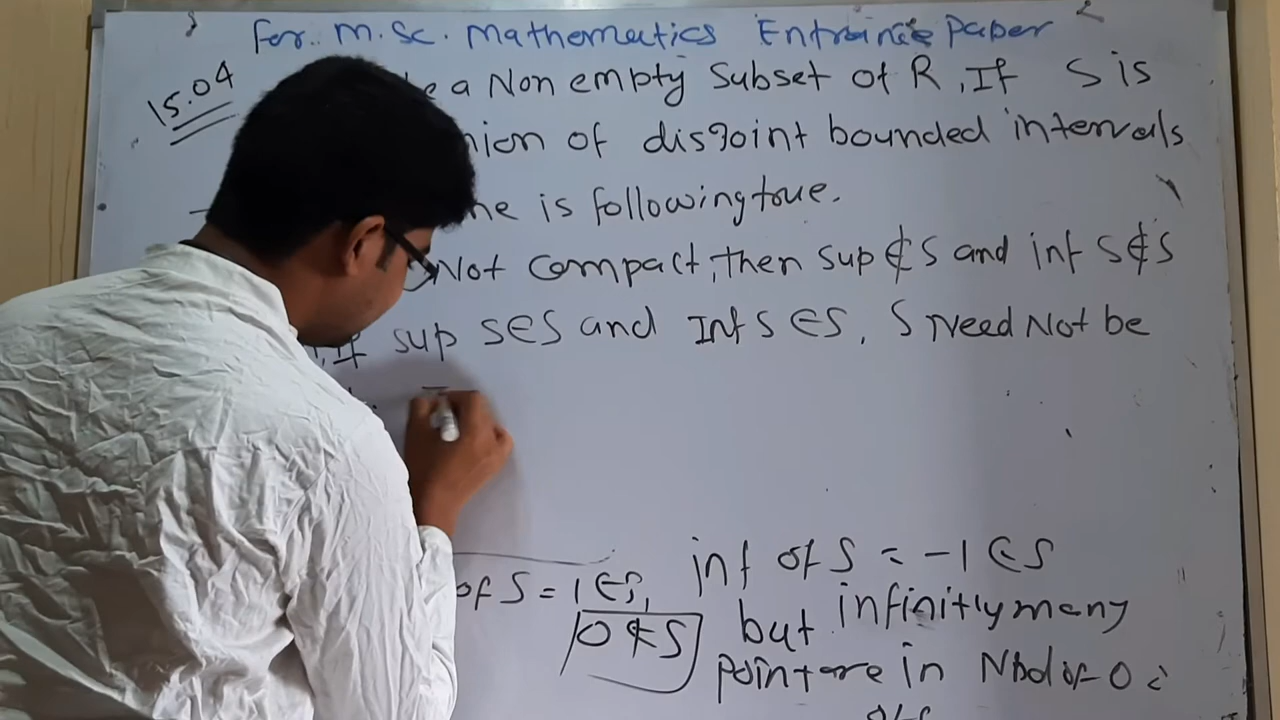 For M.Sc. Mathematics Entrance Paper
15.04
a Non empty Subset of R, If S is
nion of disjoint bounded intervals
ne is following true.
Not compact, then sup ∉ S and inf S ∉ S
If sup S ∈ S and Inf S ∈ S, S Need Not be
of S = 1 ∈ S, inf of S = -1 ∈ S
0 ∉ S but infinitly many
point are in Nbd of 0